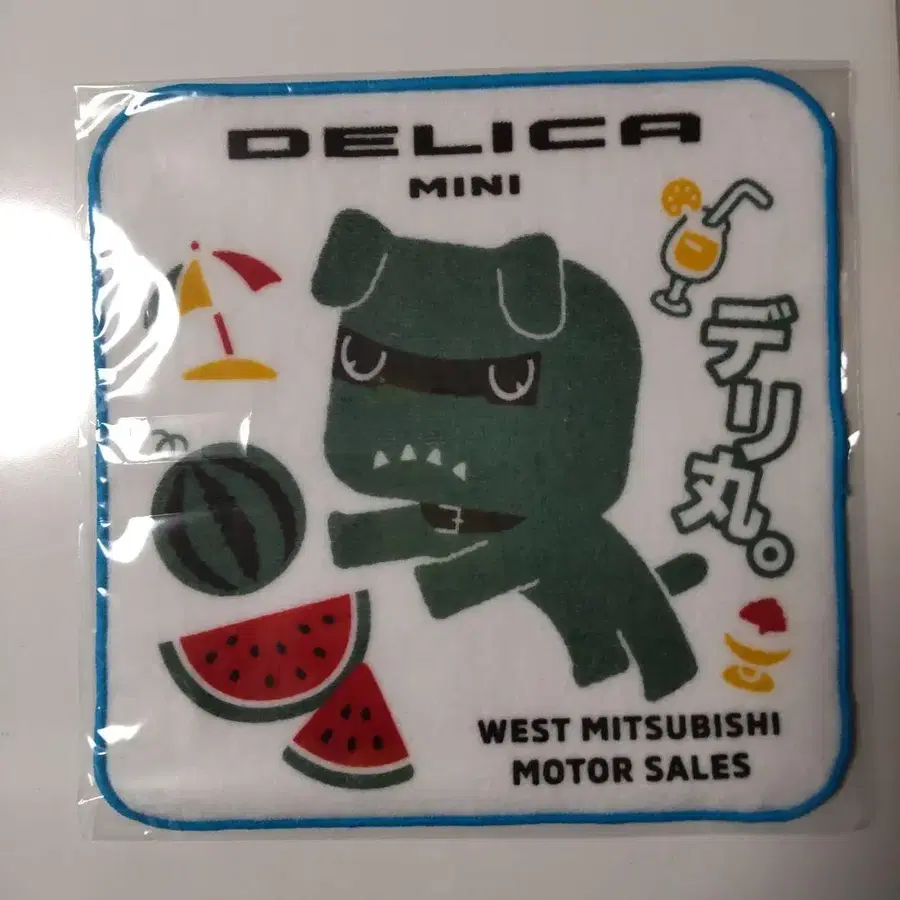 DELICA
MINI
デリ丸。
WEST MITSUBISHI
MOTOR SALES